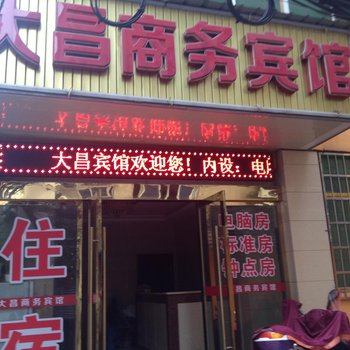 大昌商务宾馆
大昌宾馆欢迎您！内设：电
住
宿
大昌商务宾馆
电脑房
标准房
钟点房
大昌商务宾馆